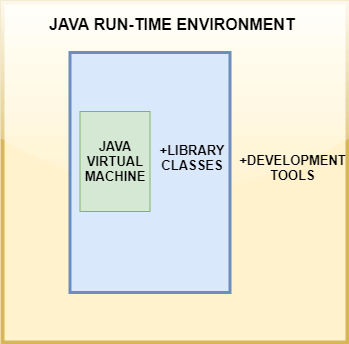 JAVA RUN-TIME ENVIRONMENT
JAVA
VIRTUAL
MACHINE
+LIBRARY
CLASSES
+DEVELOPMENT
TOOLS